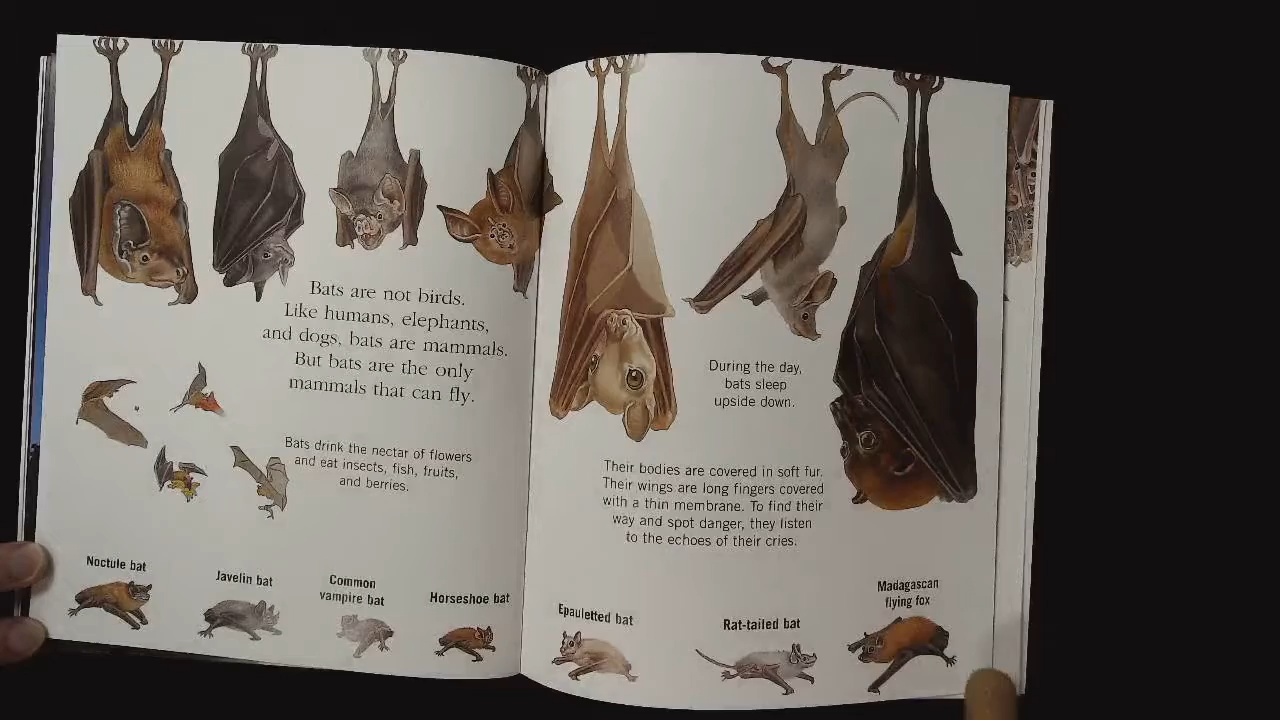 Bats are not birds.
Like humans, elephants,
and dogs, bats are mammals.
But bats are the only
mammals that can fly.
Bats drink the nectar of flowers
and eat insects, fish, fruits,
and berries.
Noctule bat
Javelin bat
Common
vampire bat
Horseshoe bat
During the day,
bats sleep
upside down.
Their bodies are covered in soft fur.
Their wings are long fingers covered
with a thin membrane. To find their
way and spot danger, they listen
to the echoes of their cries.
Epauletted bat
Rat-tailed bat
Madagascan
flying fox